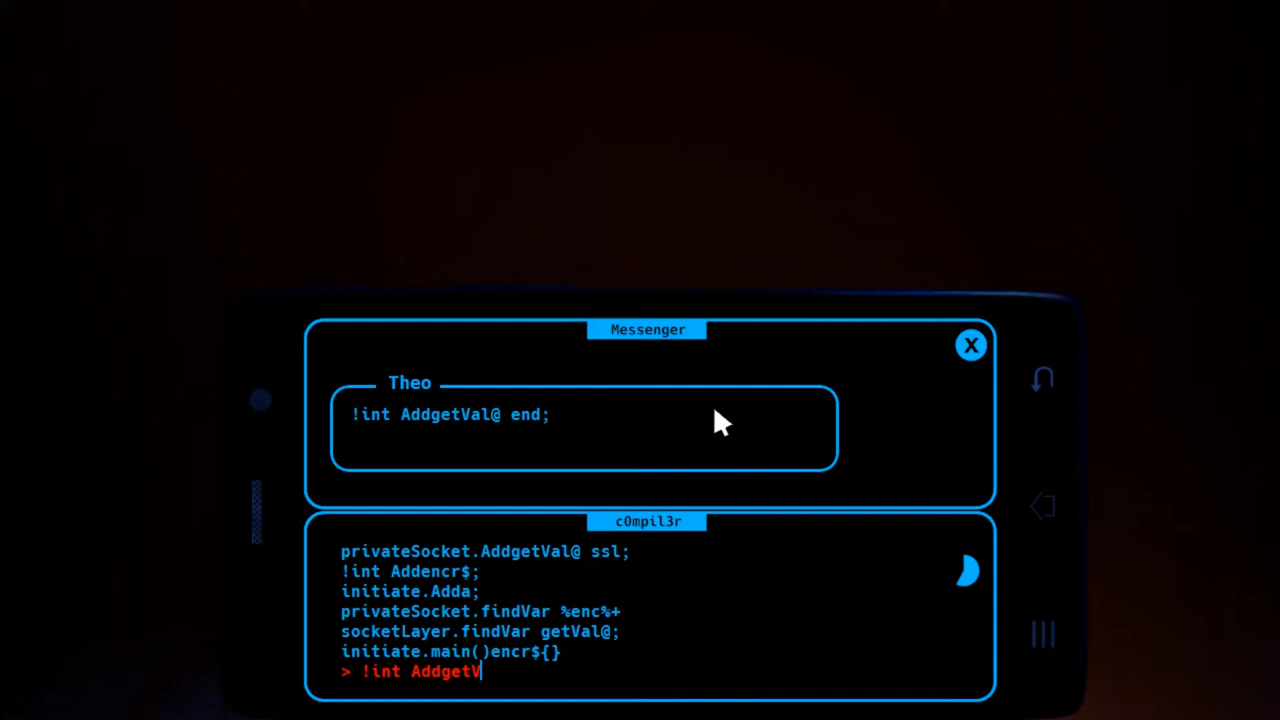 Messenger
X
Theo
!int AddgetVal@ end;
c0mpil3r
privateSocket.AddgetVal@ ssl;
!int Addencr$;
initiate.Adda;
privateSocket.findVar %enc%+
socketLayer.findVar getVal@;
initiate.main()encr${}
> !int AddgetV